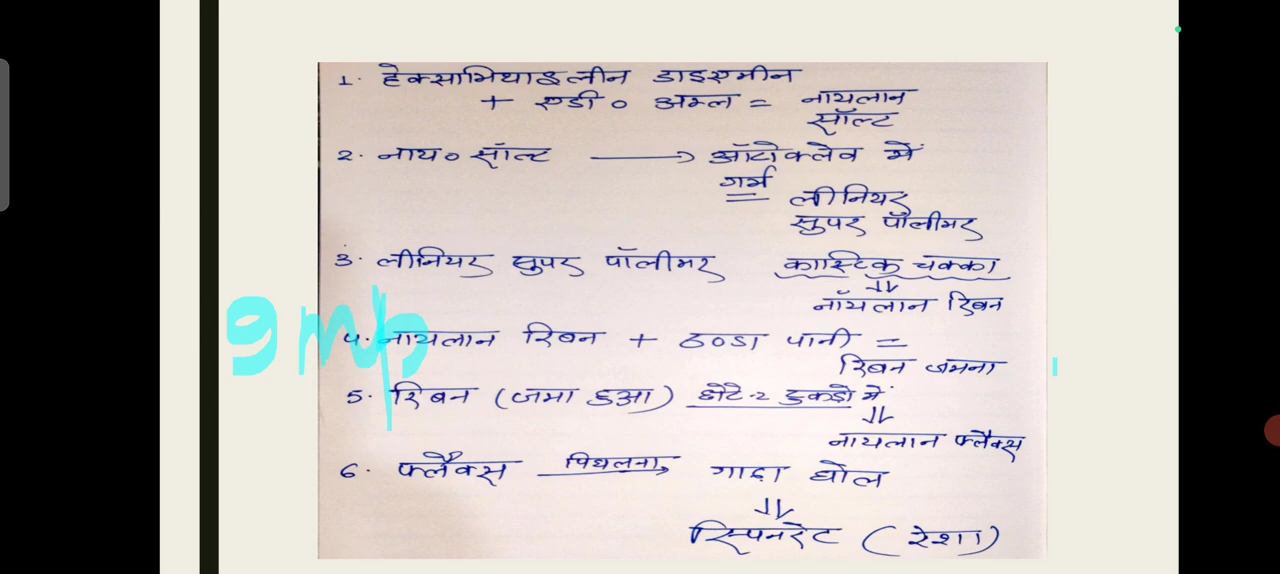 1. हेक्सामिथाइलीन डाइएमीन
+ एडी० अम्ल = नायलान
सॉल्ट
2. नाय० सॉल्ट → ऑटोक्लेव में
गर्म
लीनियर
सुपर पॉलीमर
3. लीनियर सुपर पॉलीमर कास्टिक चक्का
⇓
नॉयलान रिबन
4. नायलान रिबन + ठण्डा पानी =
रिबन जमना
5. रिबन (जमा हुआ) छोटे-2 टुकड़ो में
⇓
नायलान फ्लैक्स
6. फ्लैक्स पिघलना→ गाढ़ा घोल
⇓
स्पिनरेट (रेशा)